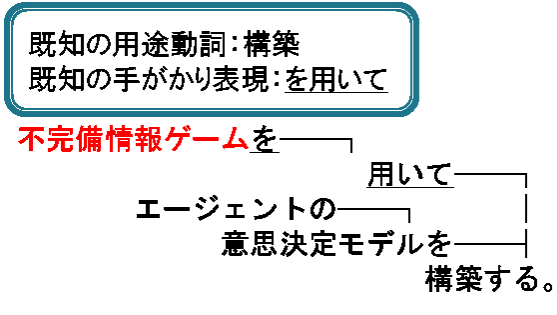 既知の用途動詞:構築
既知の手がかり表現:を用いて
不完備情報ゲームを
用いて
エージェントの
意思決定モデルを
構築する。